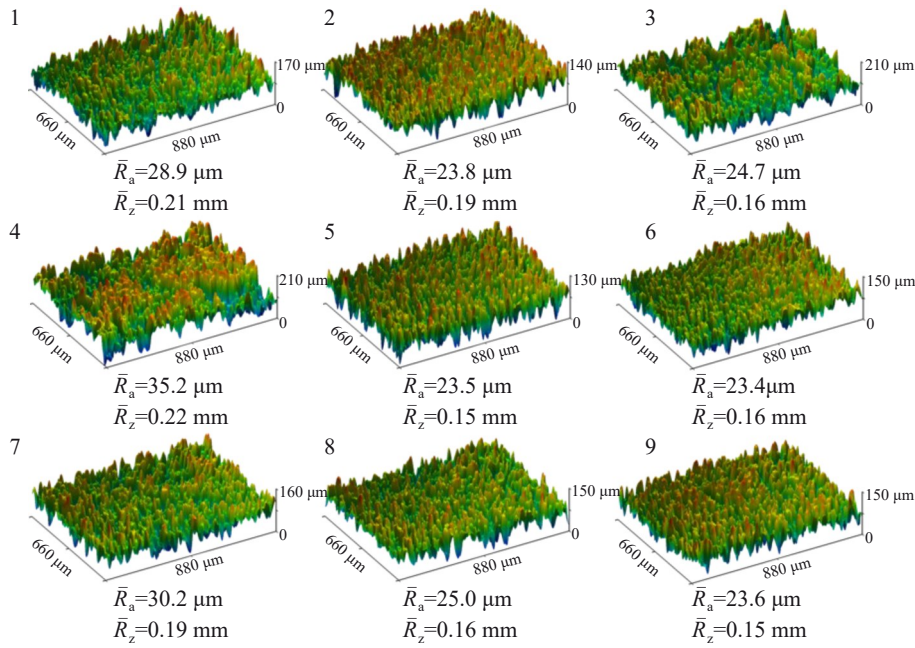 1
170 μm
0
660 μm
880 μm
R̄a=28.9 μm
R̄z=0.21 mm
2
140 μm
0
660 μm
880 μm
R̄a=23.8 μm
R̄z=0.19 mm
3
210 μm
0
660 μm
880 μm
R̄a=24.7 μm
R̄z=0.16 mm
4
210 μm
0
660 μm
880 μm
R̄a=35.2 μm
R̄z=0.22 mm
5
130 μm
0
660 μm
880 μm
R̄a=23.5 μm
R̄z=0.15 mm
6
150 μm
0
660 μm
880 μm
R̄a=23.4μm
R̄z=0.16 mm
7
160 μm
0
660 μm
880 μm
R̄a=30.2 μm
R̄z=0.19 mm
8
150 μm
0
660 μm
880 μm
R̄a=25.0 μm
R̄z=0.16 mm
9
150 μm
0
660 μm
880 μm
R̄a=23.6 μm
R̄z=0.15 mm